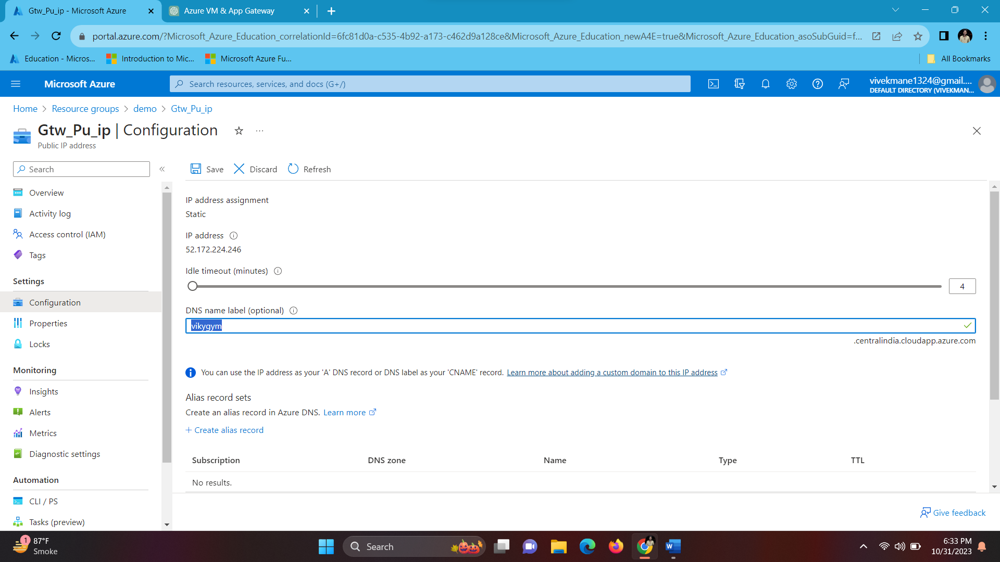 Gtw_Pu_ip - Microsoft Azure
Azure VM & App Gateway
portal.azure.com/?Microsoft_Azure_Education_correlationId=6fc81d0a-c535-4b92-a173-c462d9a128ce&Microsoft_Azure_Education_newA4E=true&Microsoft_Azure_Education_asoSubGuid=f...
Education - Micros...
Introduction to Mic...
Microsoft Azure Fu...
All Bookmarks
Microsoft Azure
Search resources, services, and docs (G+/)
vivekmane1324@gmail....
DEFAULT DIRECTORY (VIVEKMAN...
Home > Resource groups > demo > Gtw_Pu_ip
Gtw_Pu_ip | Configuration
Public IP address
Search
Save
Discard
Refresh
Overview
Activity log
Access control (IAM)
Tags
Settings
Configuration
Properties
Locks
Monitoring
Insights
Alerts
Metrics
Diagnostic settings
Automation
CLI / PS
Tasks (preview)
IP address assignment
Static
IP address
52.172.224.246
Idle timeout (minutes)
4
DNS name label (optional)
vikygym
.centralindia.cloudapp.azure.com
You can use the IP address as your 'A' DNS record or DNS label as your 'CNAME' record. Learn more about adding a custom domain to this IP address
Alias record sets
Create an alias record in Azure DNS. Learn more
+ Create alias record
Subscription DNS zone Name Type TTL
No results.
Give feedback
1
87°F
Smoke
Search
6:33 PM
10/31/2023